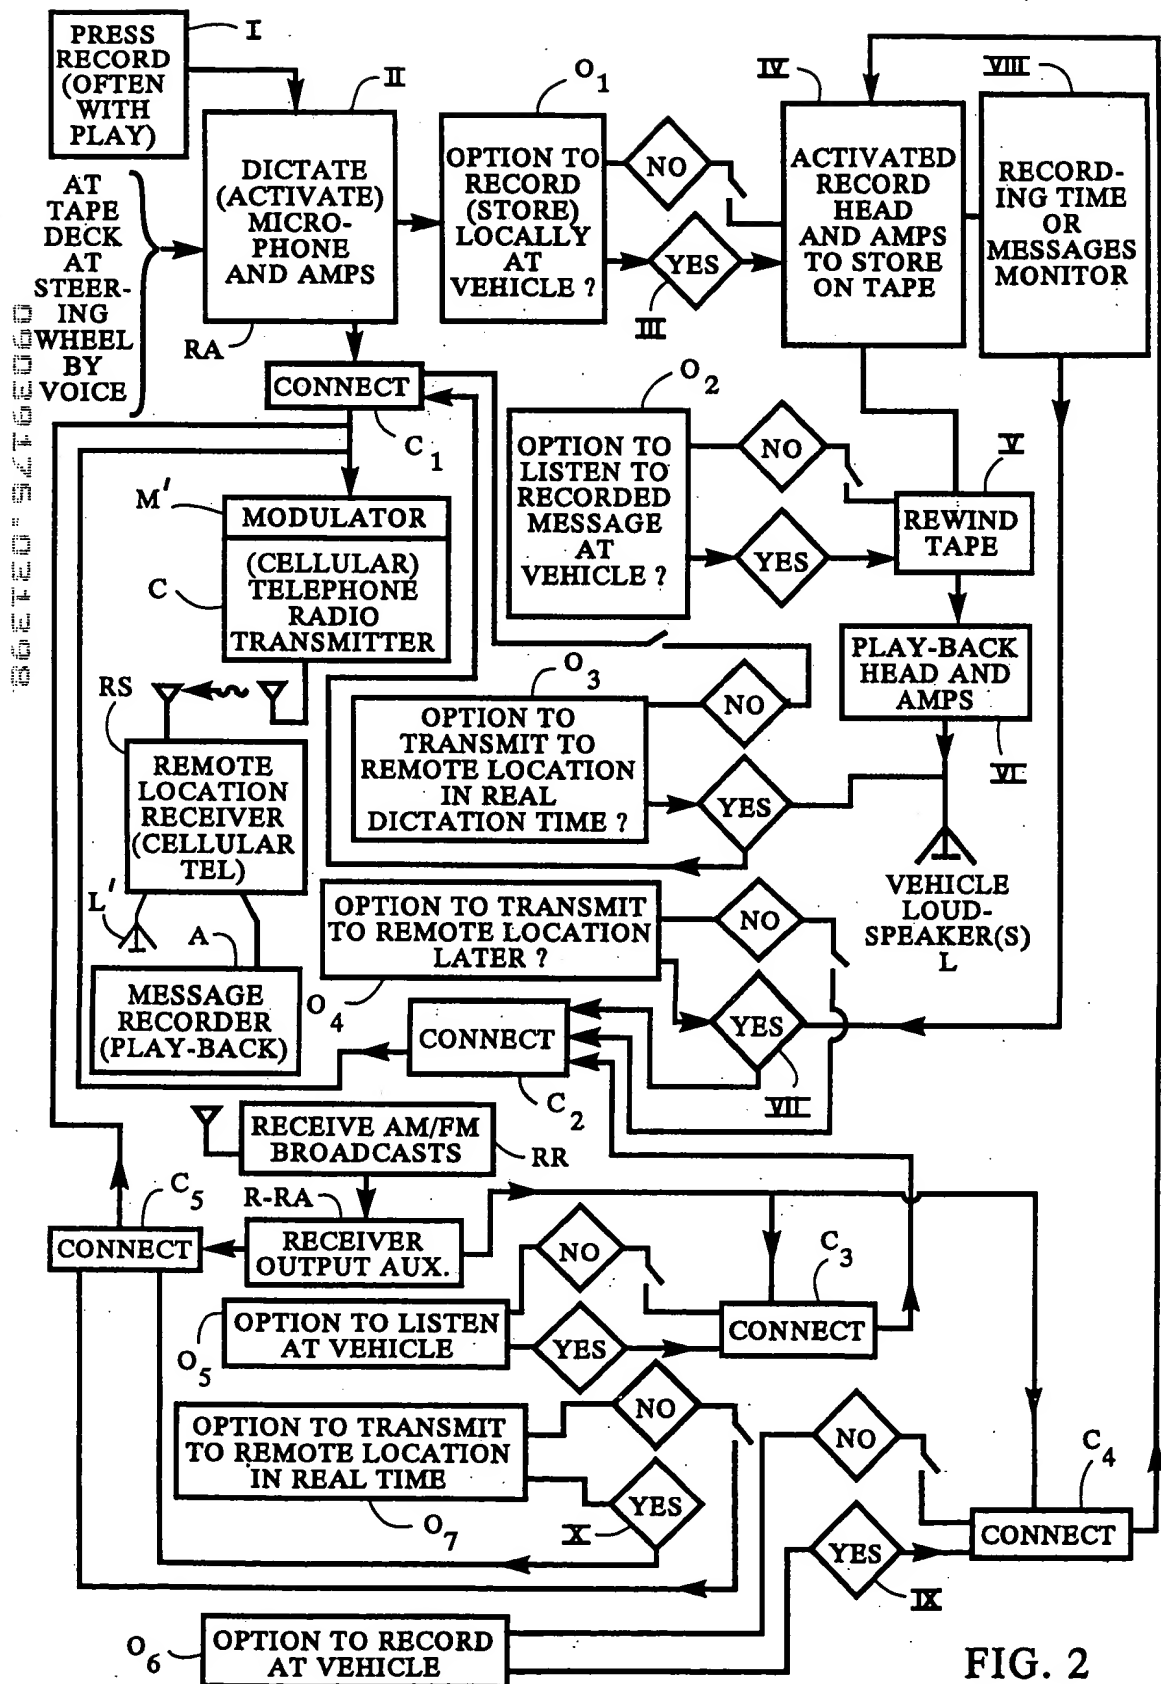 PRESS
RECORD
(OFTEN
WITH
PLAY)
I
II
DICTATE
(ACTIVATE)
MICRO-
PHONE
AND AMPS
RA
AT
TAPE
DECK
AT
STEER-
ING
WHEEL
BY
VOICE
O1
OPTION TO
RECORD
(STORE)
LOCALLY
AT
VEHICLE ?
NO
YES
III
IV
ACTIVATED
RECORD
HEAD
AND AMPS
TO STORE
ON TAPE
VIII
RECORD-
ING TIME
OR
MESSAGES
MONITOR
CONNECT
C1
O2
OPTION TO
LISTEN TO
RECORDED
MESSAGE
AT
VEHICLE ?
NO
YES
V
REWIND
TAPE
M'
MODULATOR
C
(CELLULAR)
TELEPHONE
RADIO
TRANSMITTER
PLAY-BACK
HEAD AND
AMPS
VI
RS
REMOTE
LOCATION
RECEIVER
(CELLULAR
TEL)
O3
OPTION TO
TRANSMIT TO
REMOTE LOCATION
IN REAL
DICTATION TIME ?
NO
YES
VEHICLE
LOUD-
SPEAKER(S)
L
L'
A
MESSAGE
RECORDER
(PLAY-BACK)
OPTION TO TRANSMIT
TO REMOTE LOCATION
LATER ?
O4
NO
YES
VII
CONNECT
C2
RECEIVE AM/FM
BROADCASTS
RR
R-RA
RECEIVER
OUTPUT AUX.
C5
CONNECT
OPTION TO LISTEN
AT VEHICLE
O5
NO
YES
C3
CONNECT
OPTION TO TRANSMIT
TO REMOTE LOCATION
IN REAL TIME
O7
NO
YES
X
NO
YES
IX
C4
CONNECT
O6
OPTION TO RECORD
AT VEHICLE
FIG. 2